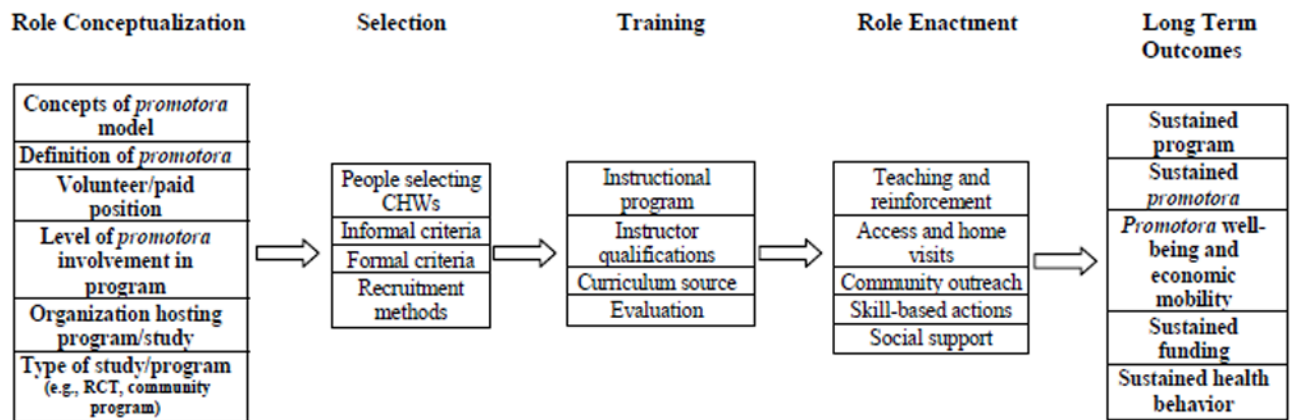 Role Conceptualization
Selection
Training
Role Enactment
Long Term
Outcomes
Concepts of promotora
model
Definition of promotora
Volunteer/paid
position
Level of promotora
involvement in
program
Organization hosting
program/study
Type of study/program
(e.g., RCT, community
program)
People selecting
CHWs
Informal criteria
Formal criteria
Recruitment
methods
Instructional
program
Instructor
qualifications
Curriculum source
Evaluation
Teaching and
reinforcement
Access and home
visits
Community outreach
Skill-based actions
Social support
Sustained
program
Sustained
promotora
Promotora well-
being and
economic
mobility
Sustained
funding
Sustained health
behavior